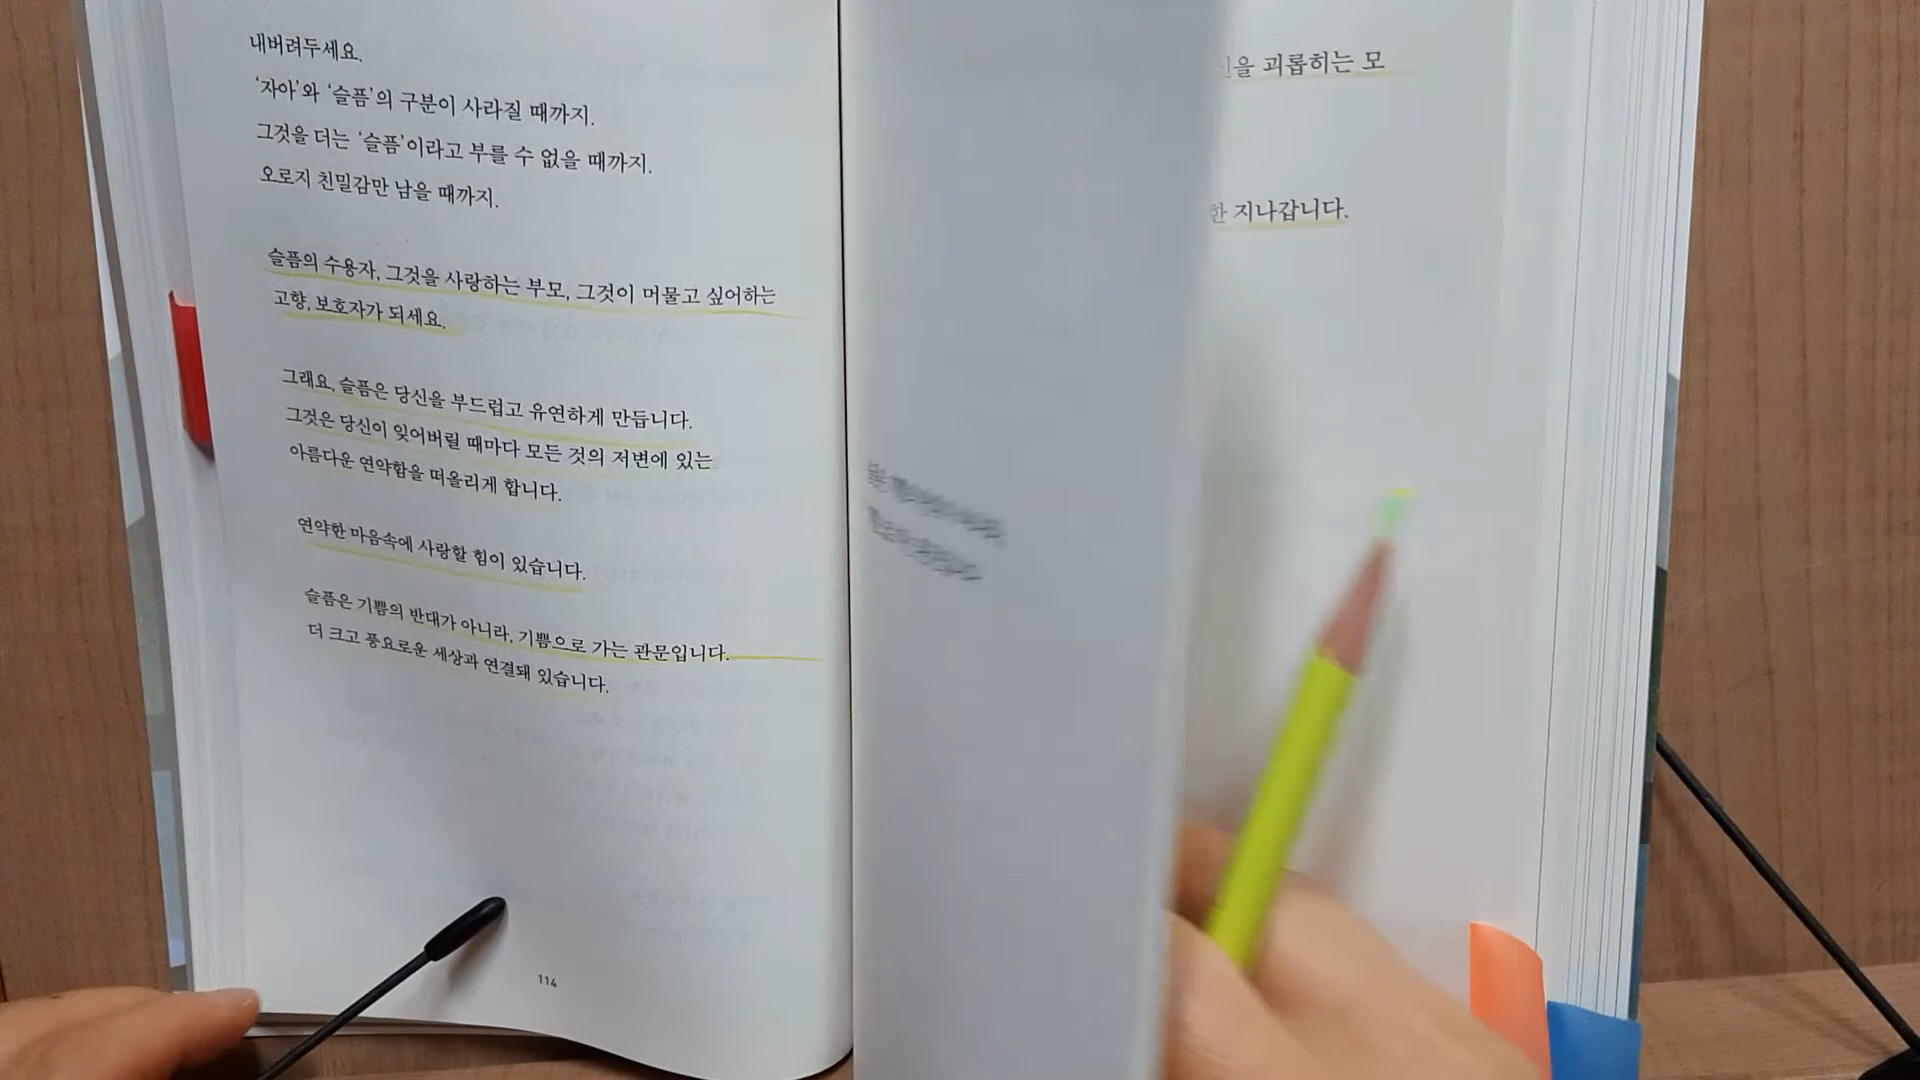 내버려두세요.
‘자아’와 ‘슬픔’의 구분이 사라질 때까지.
그것을 더는 ‘슬픔’이라고 부를 수 없을 때까지.
오로지 친밀감만 남을 때까지.
슬픔의 수용자, 그것을 사랑하는 부모, 그것이 머물고 싶어하는
고향, 보호자가 되세요.
그래요, 슬픔은 당신을 부드럽고 유연하게 만듭니다.
그것은 당신이 잊어버릴 때마다 모든 것의 저변에 있는
아름다운 연약함을 떠올리게 합니다.
연약한 마음속에 사랑할 힘이 있습니다.
슬픔은 기쁨의 반대가 아니라, 기쁨으로 가는 관문입니다.
더 크고 풍요로운 세상과 연결돼 있습니다.
114
괴롭히는 모
한 지나갑니다.